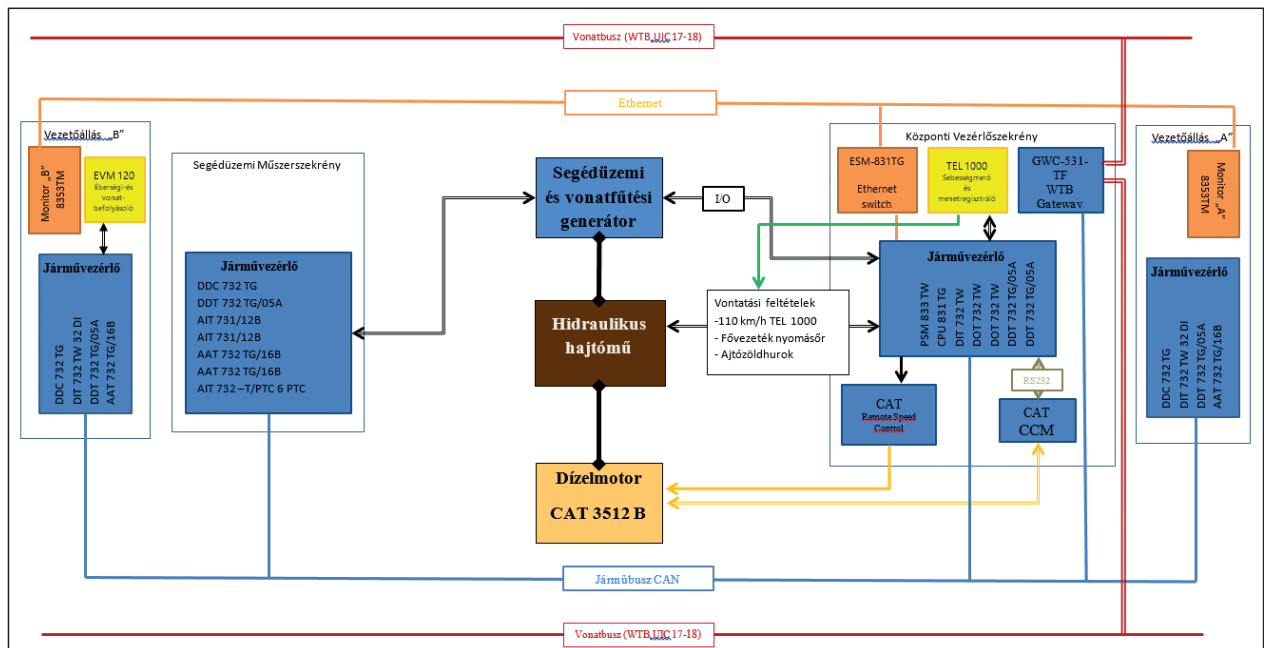 Vonatbusz (WTB UIC 17-18)
Ethernet
Vezetőállás „B”
Monitor „B”
8353TM
EVM 120
Éberségi- és
vonat-
befolyásoló
Járművezérlő
DDC 732 TG
DIT 732 TW 32 DI
DDT 732 TG/05A
AAT 732 TG/16B
Segédüzemi Műszerszekrény
Járművezérlő
DDC 732 TG
DDT 732 TG/05A
AIT 731/12B
AIT 731/12B
AAT 732 TG/16B
AAT 732 TG/16B
AIT 732 –T/PTC 6 PTC
Segédüzemi
és vonatfűtési
generátor
I/O
Hidraulikus
hajtómű
Dízelmotor
CAT 3512 B
Vontatási feltételek
-110 km/h TEL 1000
- Fővezeték nyomásőr
- Ajtózöldhurok
Központi Vezérlőszekrény
ESM-831TG
Ethernet
switch
TEL 1000
Sebességmérő
és
menetregisztráló
GWC-531-
TF
WTB
Gateway
Járművezérlő
PSM 833 TW
CPU 831 TG
DIT 732 TW
DOT 732 TW
DOT 732 TW
DDT 732 TG/05A
DDT 732 TG/05A
RS232
CAT
Remote Speed
Control
CAT
CCM
Vezetőállás „A”
Monitor „A”
8353TM
Járművezérlő
DDC 732 TG
DIT 732 TW 32 DI
DDT 732 TG/05A
AAT 732 TG/16B
Járműbusz CAN
Vonatbusz (WTB UIC 17-18)